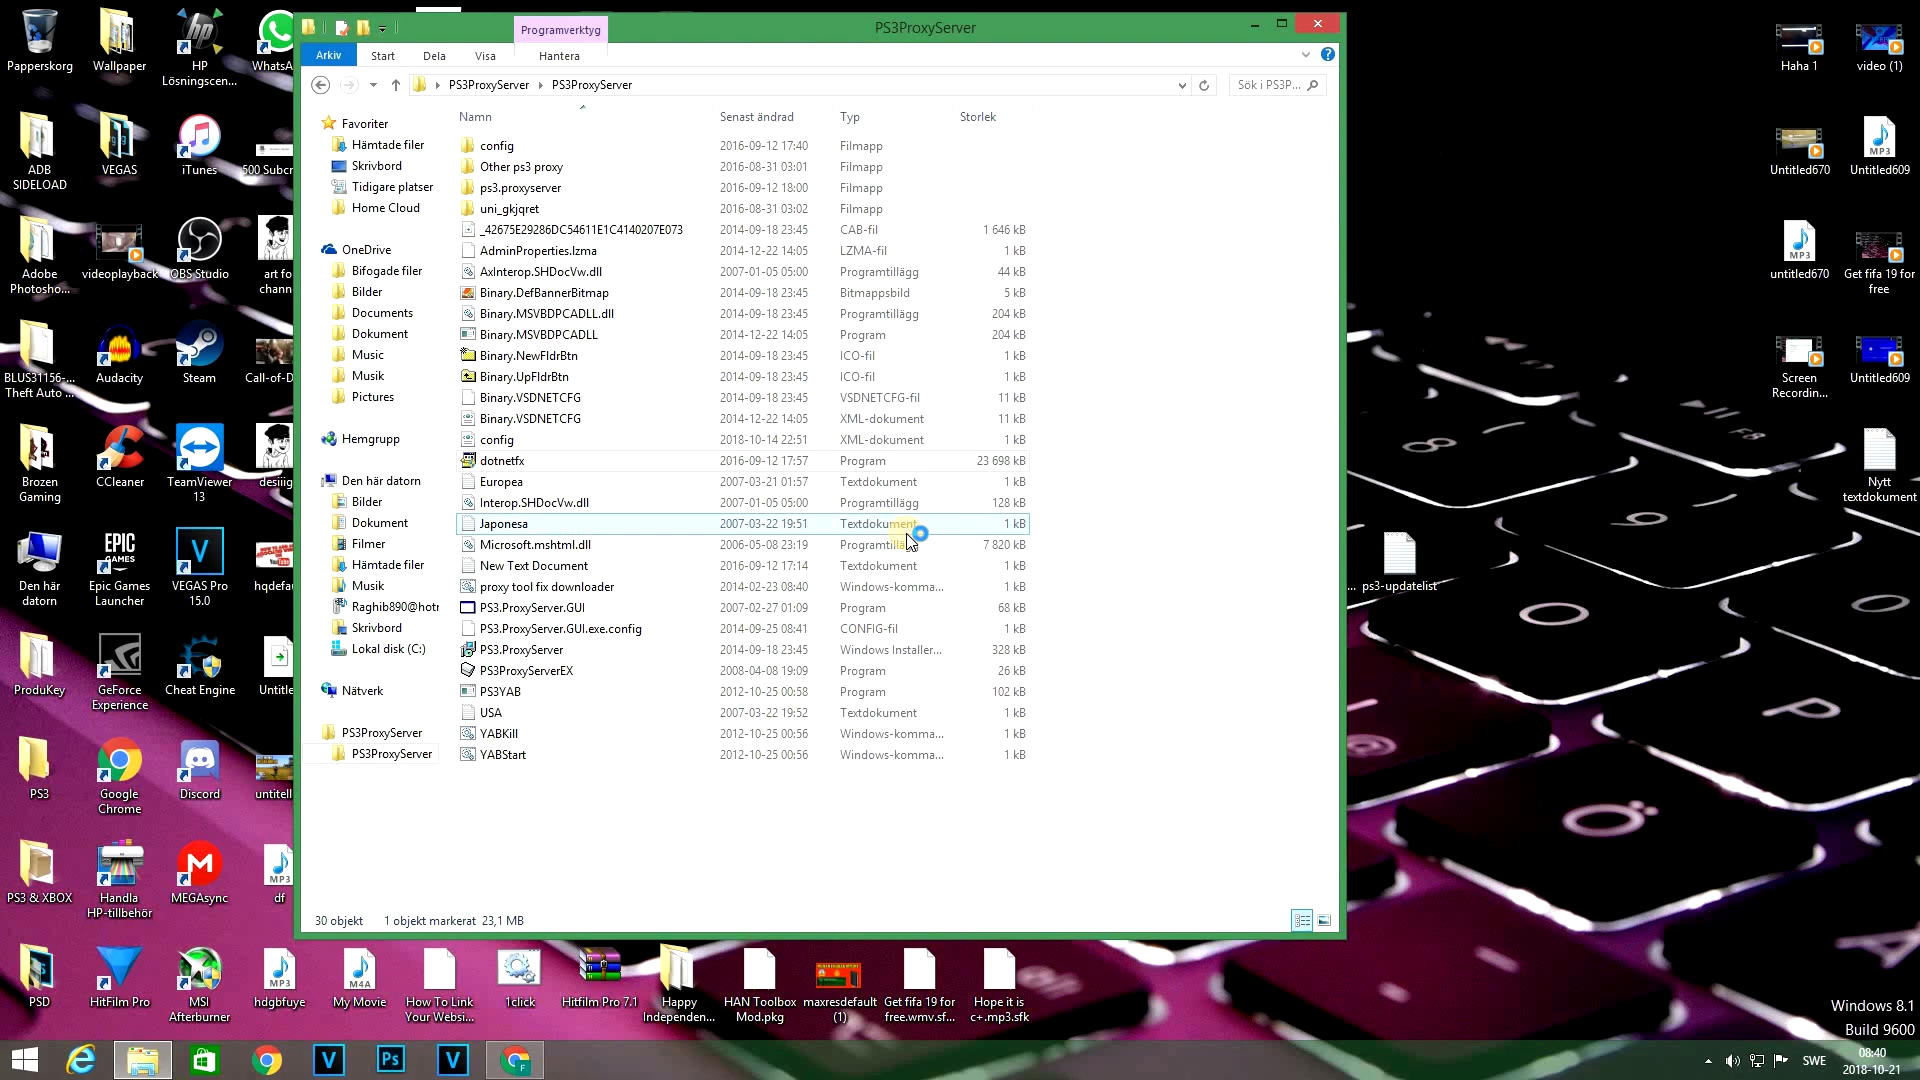 PS3ProxyServer
Programverktyg
Arkiv Start Dela Visa Hantera
PS3ProxyServer PS3ProxyServer Sök i PS3P...
Namn Senast ändrad Typ Storlek
config 2016-09-12 17:40 Filmapp
Other ps3 proxy 2016-08-31 03:01 Filmapp
ps3.proxyserver 2016-09-12 18:00 Filmapp
uni_gkjqret 2016-08-31 03:02 Filmapp
_42675E29286DC54611E1C4140207E073 2014-09-18 23:45 CAB-fil 1 646 kB
AdminProperties.lzma 2014-12-22 14:05 LZMA-fil 1 kB
AxInterop.SHDocVw.dll 2007-01-05 05:00 Programtillägg 44 kB
Binary.DefBannerBitmap 2014-09-18 23:45 Bitmappsbild 5 kB
Binary.MSVBDPCADLL.dll 2014-09-18 23:45 Programtillägg 204 kB
Binary.MSVBDPCADLL 2014-12-22 14:05 Program 204 kB
Binary.NewFldrBtn 2014-09-18 23:45 ICO-fil 1 kB
Binary.UpFldrBtn 2014-09-18 23:45 ICO-fil 1 kB
Binary.VSDNETCFG 2014-09-18 23:45 VSDNETCFG-fil 11 kB
Binary.VSDNETCFG 2014-12-22 14:05 XML-dokument 11 kB
config 2018-10-14 22:51 XML-dokument 1 kB
dotnetfx 2016-09-12 17:57 Program 23 698 kB
Europea 2007-03-21 01:57 Textdokument 1 kB
Interop.SHDocVw.dll 2007-01-05 05:00 Programtillägg 128 kB
Japonesa 2007-03-22 19:51 Textdokument 1 kB
Microsoft.mshtml.dll 2006-05-08 23:19 7 820 kB
New Text Document 2016-09-12 17:14 Textdokument 1 kB
proxy tool fix downloader 2014-02-23 08:40 Windows-komma... 1 kB
PS3.ProxyServer.GUI 2007-02-27 01:09 Program 68 kB
PS3.ProxyServer.GUI.exe.config 2014-09-25 08:41 CONFIG-fil 1 kB
PS3.ProxyServer 2014-09-18 23:45 Windows Installer... 328 kB
PS3ProxyServerEX 2008-04-08 19:09 Program 26 kB
PS3YAB 2012-10-25 00:58 Program 102 kB
USA 2007-03-22 19:52 Textdokument 1 kB
YABKill 2012-10-25 00:56 Windows-komma... 1 kB
YABStart 2012-10-25 00:56 Windows-komma... 1 kB
Favoriter
Hämtade filer
Skrivbord
Tidigare platser
Home Cloud
OneDrive
Bifogade filer
Bilder
Documents
Dokument
Music
Musik
Pictures
Hemgrupp
Den här datorn
Bilder
Dokument
Filmer
Hämtade filer
Musik
Raghib890@hotr
Skrivbord
Lokal disk (C:)
Nätverk
PS3ProxyServer
PS3ProxyServer
30 objekt 1 objekt markerat 23,1 MB
Papperskorg
Wallpaper
HP
Lösningscen...
WhatsA
ADB
SIDELOAD
VEGAS
iTunes
500 Subcr
Adobe
Photosho...
videoplayback
OBS Studio
art fo
chann
BLUS31156-...
Theft Auto ...
Audacity
Steam
Call-of-D
Brozen
Gaming
CCleaner
TeamViewer
13
desiiig
Den här
datorn
EPIC
GAMES
Epic Games
Launcher
VEGAS Pro
15.0
hqdefau
ProduKey
GeForce
Experience
Cheat Engine
Untitle
PS3
Google
Chrome
Discord
untitell
PS3 & XBOX
Handla
HP-tillbehör
MEGAsync
MP3
df
PSD
HitFilm Pro
MSI
Afterburner
MP3
hdgbfuye
M4A
My Movie
How To Link
Your Websi...
1click
Hitfilm Pro 7.1
Happy
Independen...
HAN Toolbox
Mod.pkg
maxresdefault
(1)
Get fifa 19 for
free.wmv.sf...
Hope it is
c+.mp3.sfk
Haha 1
video (1)
Untitled670
MP3
Untitled609
MP3
untitled670
Get fifa 19 for
free
Screen
Recordin...
Untitled609
Nytt
textdokument
... ps3-updatelist
F8
8
9
O
P
Windows 8.1
Build 9600
SWE
08:40
2018-10-21